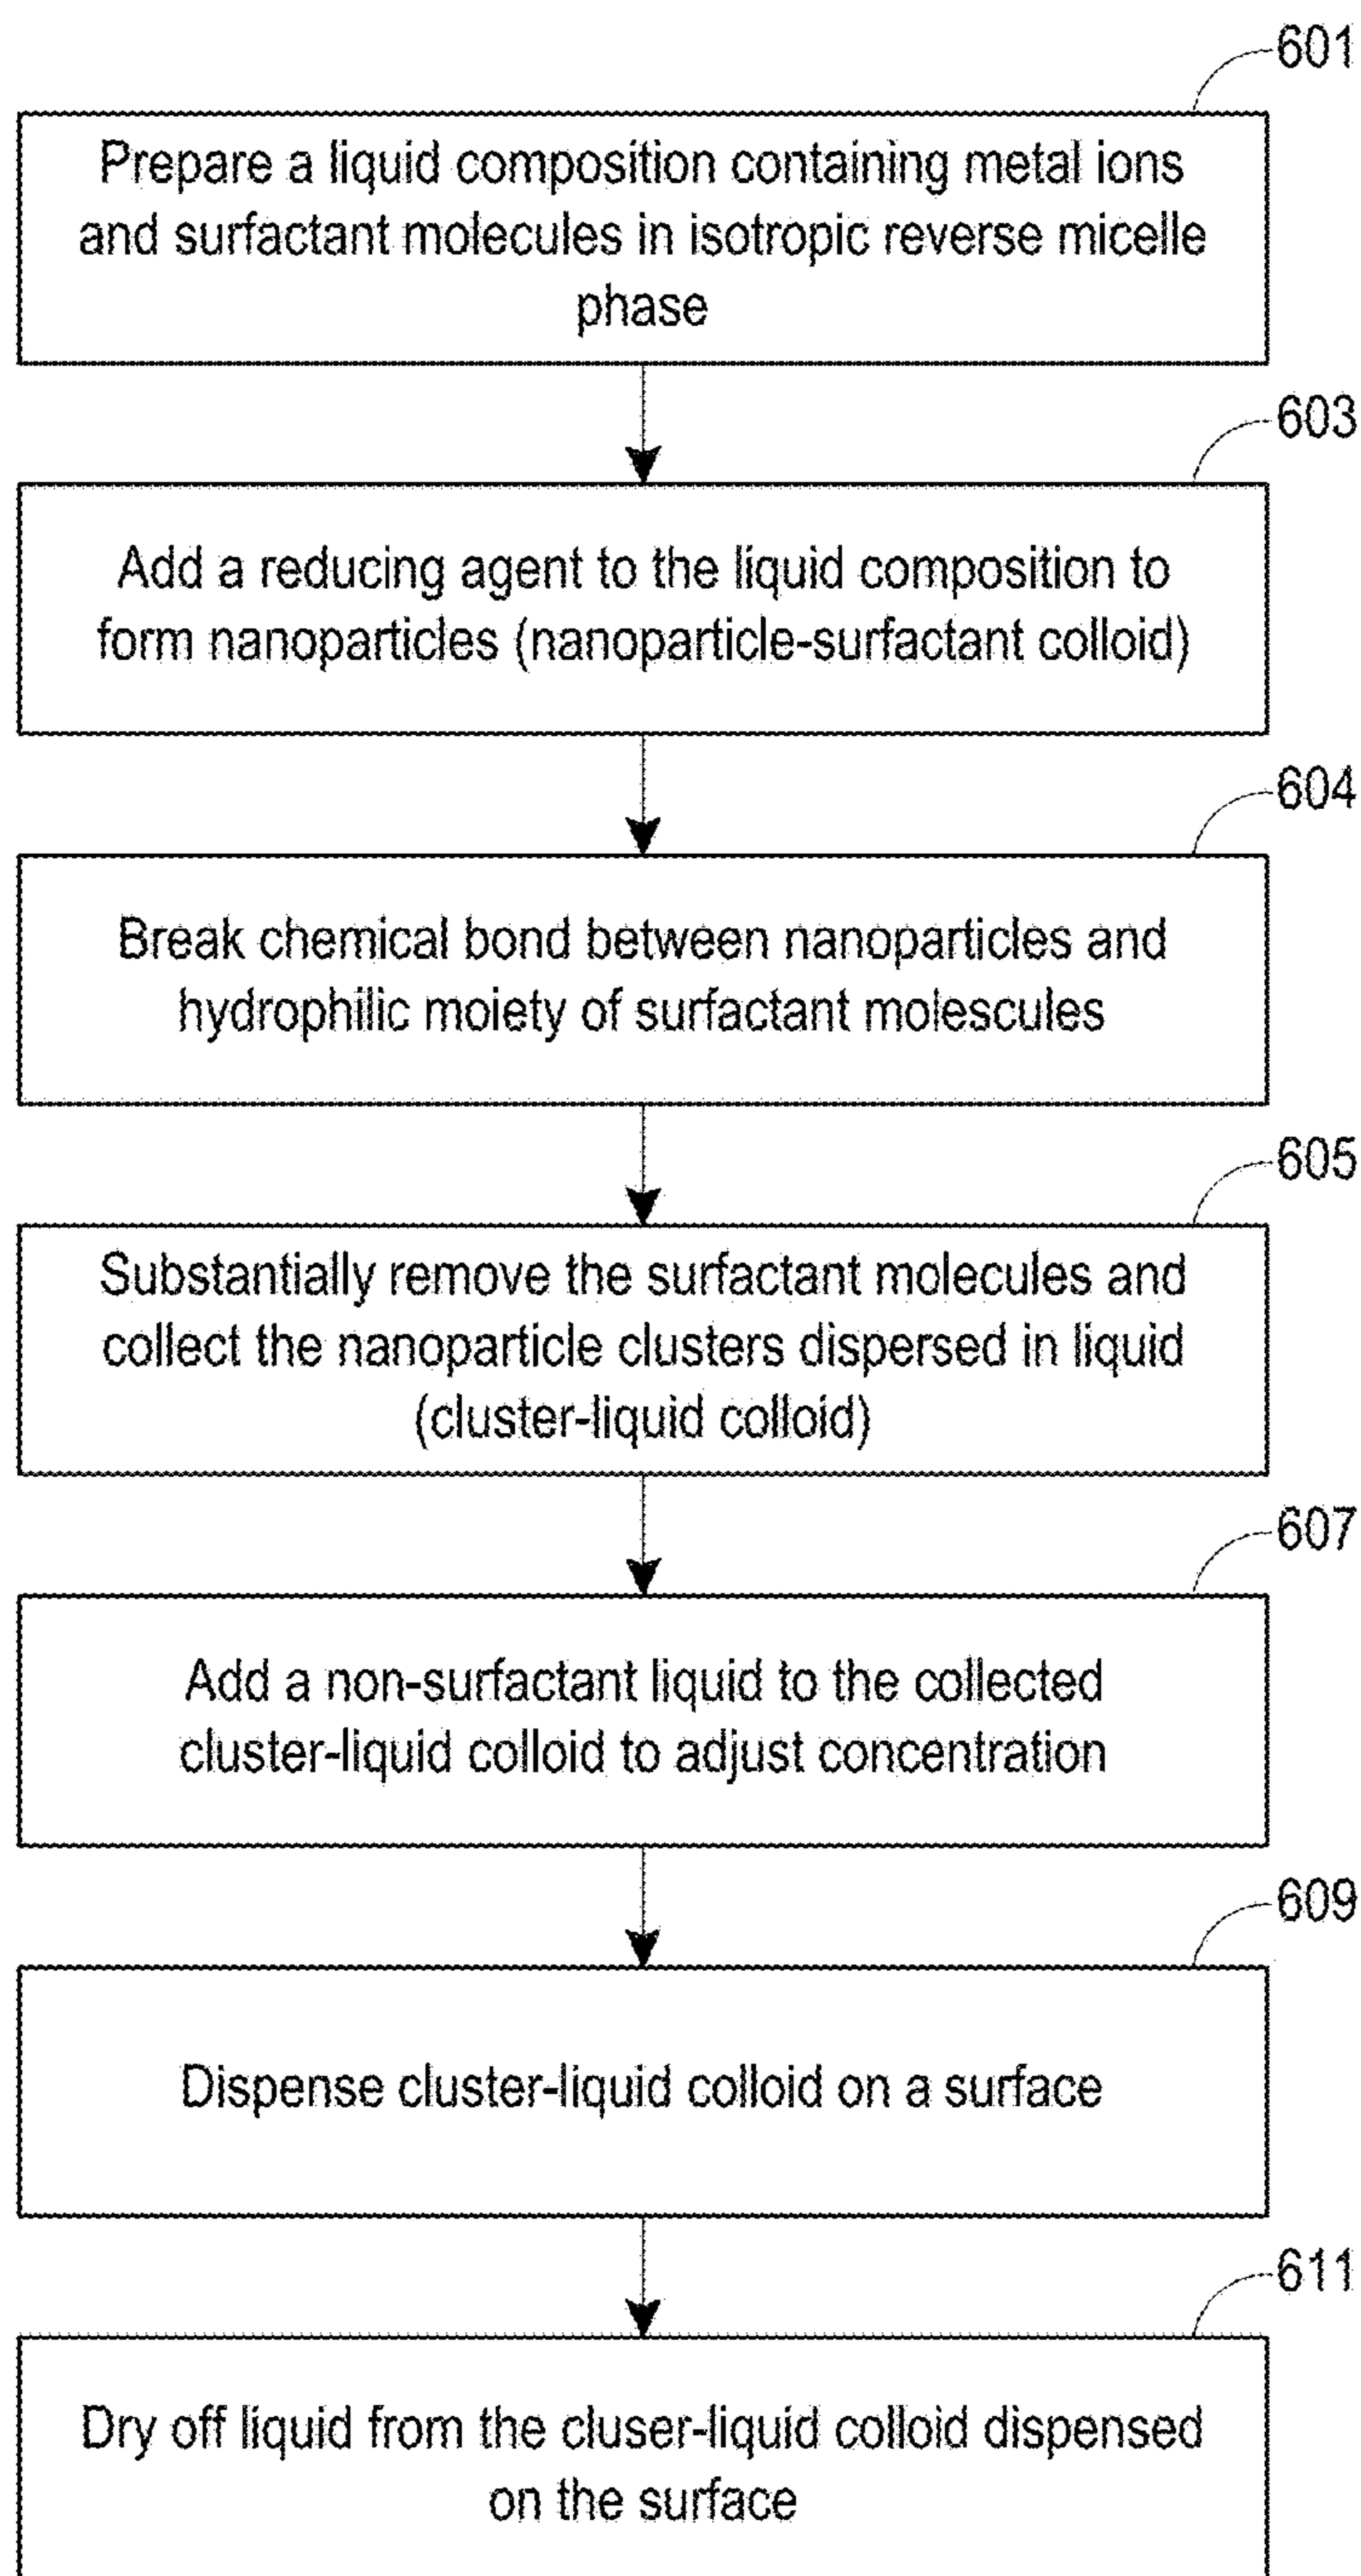 601
Prepare a liquid composition containing metal ions
and surfactant molecules in isotropic reverse micelle
phase
603
Add a reducing agent to the liquid composition to
form nanoparticles (nanoparticle-surfactant colloid)
604
Break chemical bond between nanoparticles and
hydrophilic moiety of surfactant molescules
605
Substantially remove the surfactant molecules and
collect the nanoparticle clusters dispersed in liquid
(cluster-liquid colloid)
607
Add a non-surfactant liquid to the collected
cluster-liquid colloid to adjust concentration
609
Dispense cluster-liquid colloid on a surface
611
Dry off liquid from the cluser-liquid colloid dispensed
on the surface